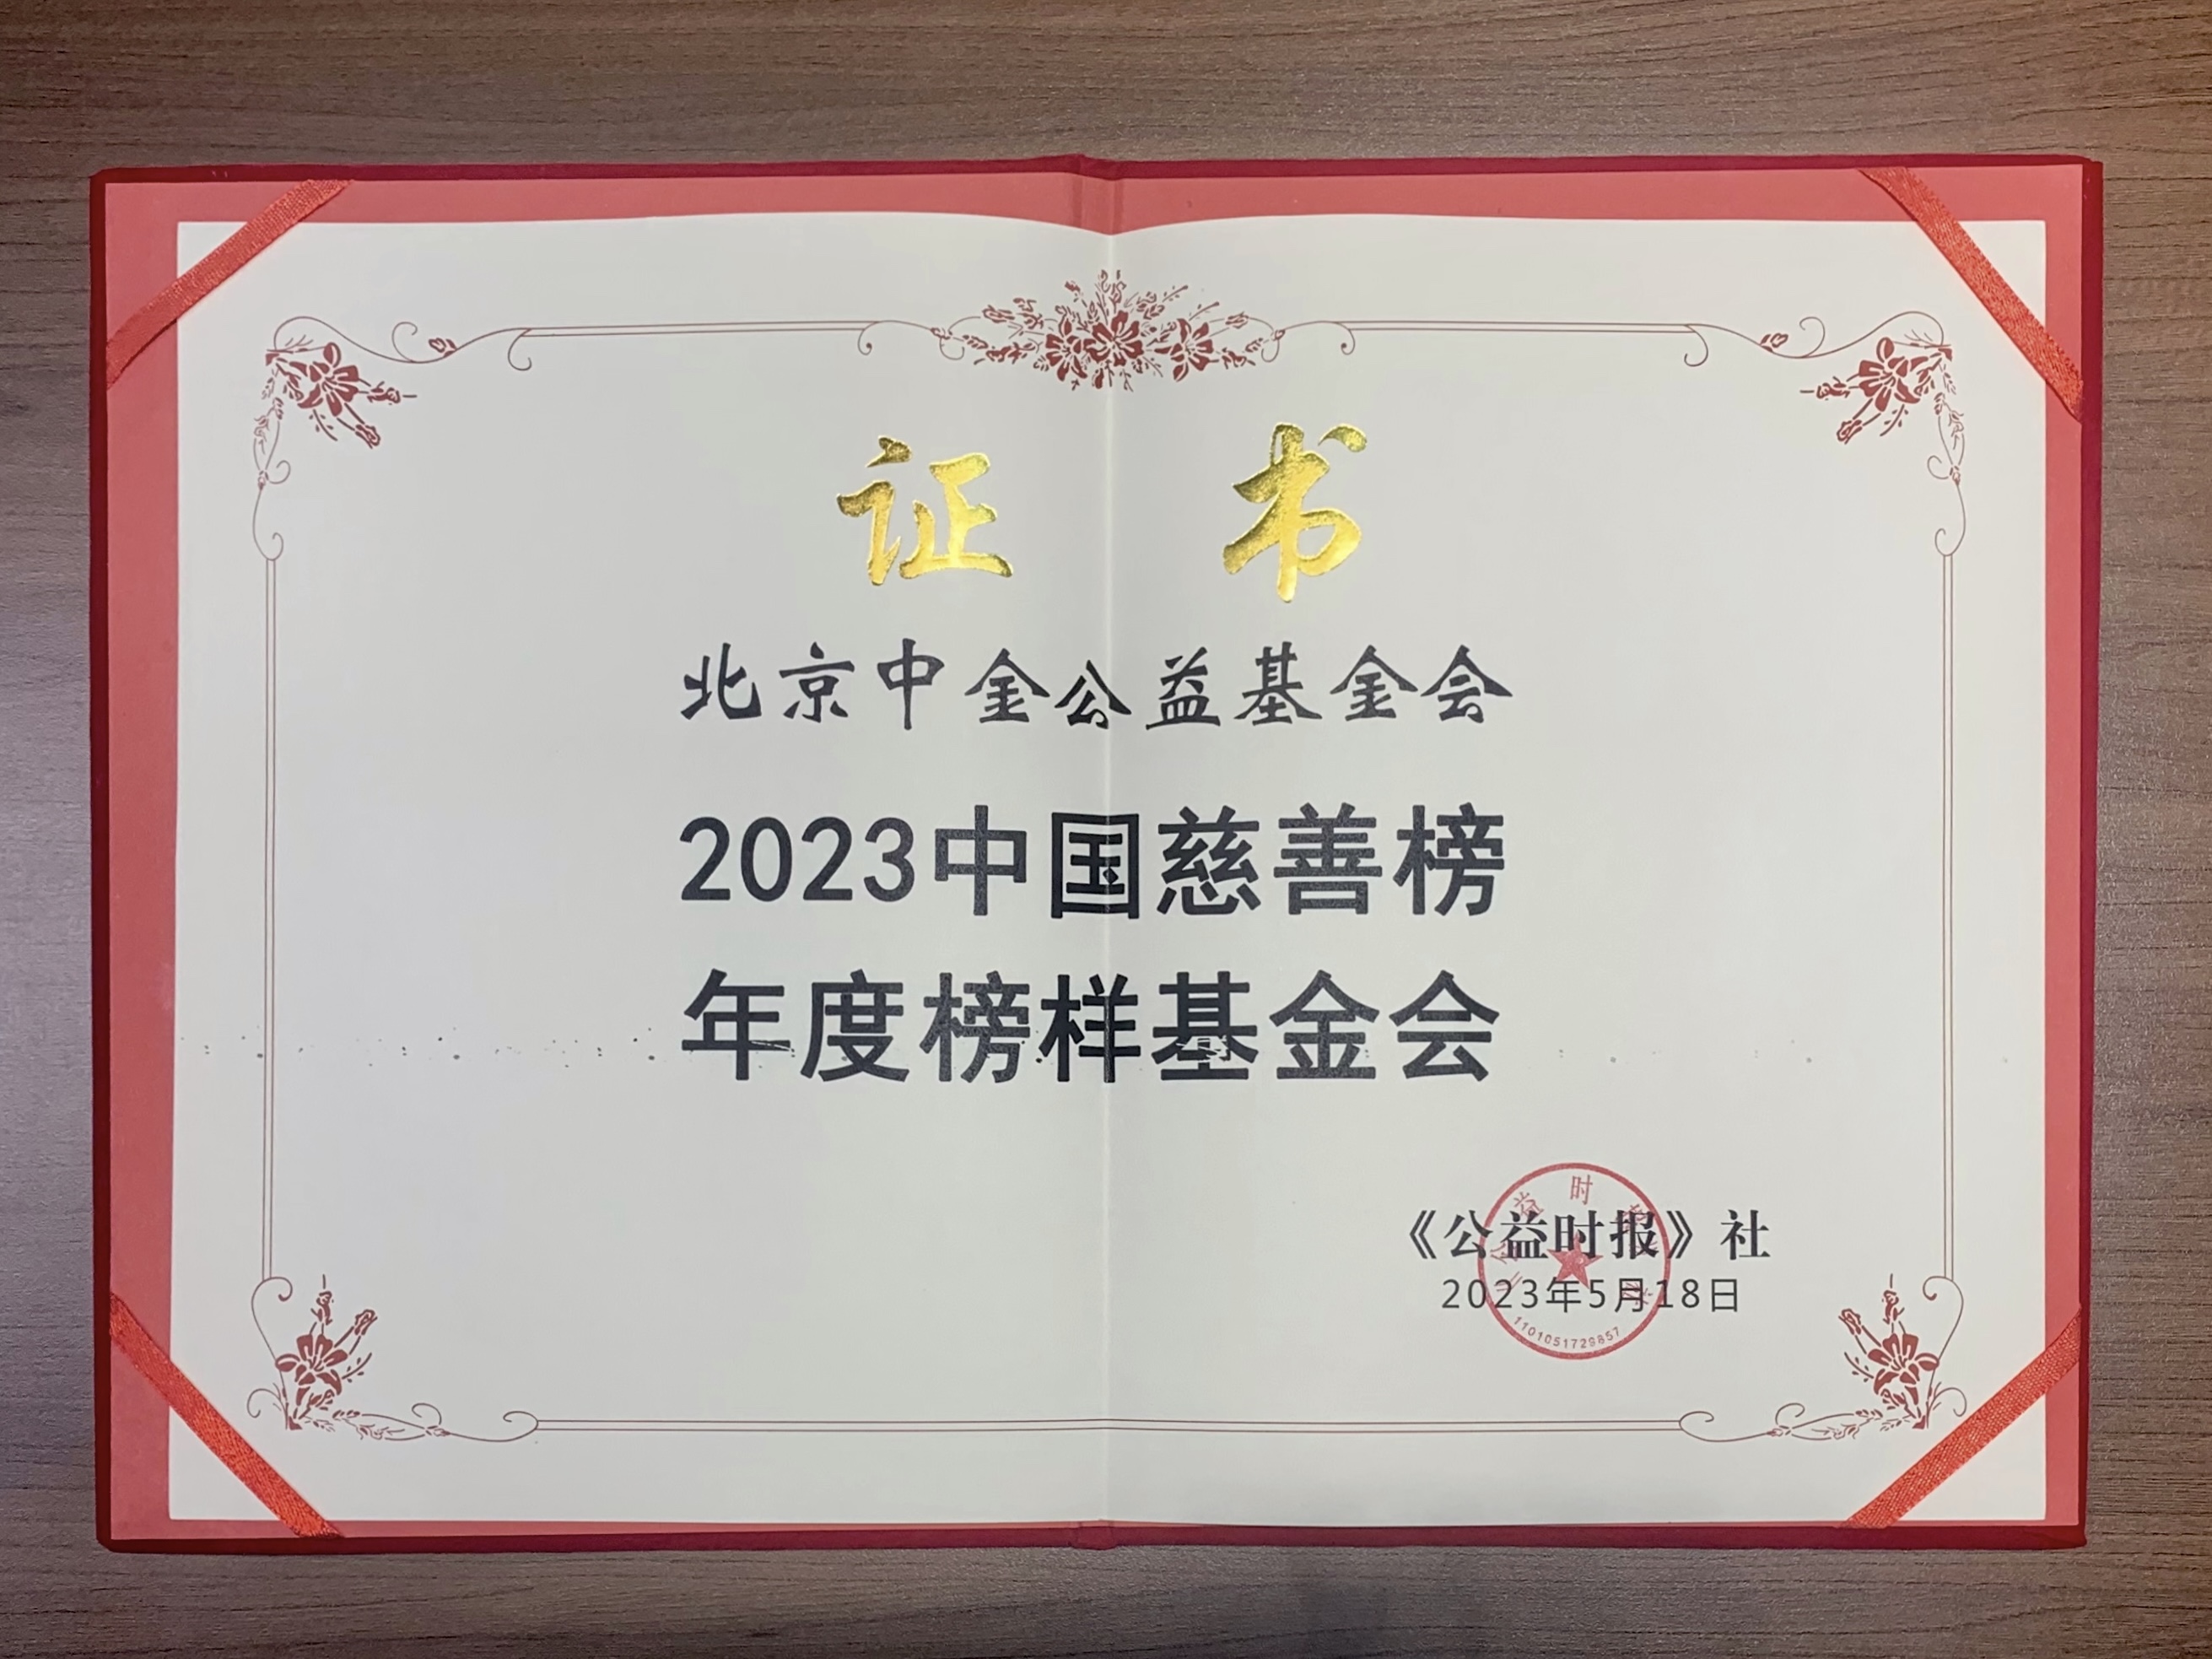 证 书
北京中金公益基金会
2023中国慈善榜
年度榜样基金会
《公益时报》社
2023年5月18日
1101051729857